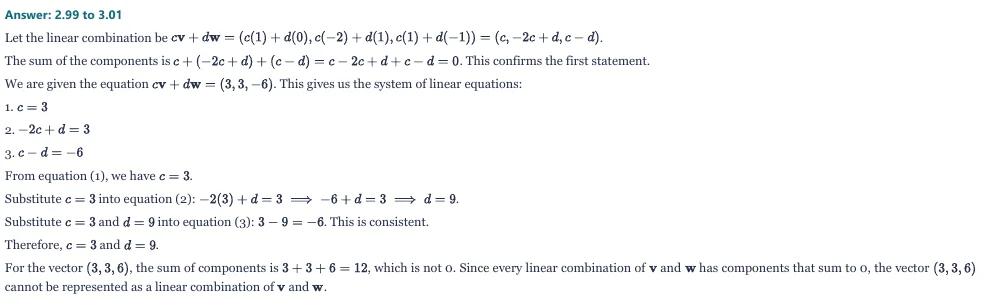 Answer: 2.99 to 3.01
Let the linear combination be cv + dw = (c(1) + d(0), c(−2) + d(1), c(1) + d(−1)) = (c, −2c + d, c − d).
The sum of the components is c + (−2c + d) + (c − d) = c − 2c + d + c − d = 0. This confirms the first statement.
We are given the equation cv + dw = (3, 3, −6). This gives us the system of linear equations:
1. c = 3
2. −2c + d = 3
3. c − d = −6
From equation (1), we have c = 3.
Substitute c = 3 into equation (2): −2(3) + d = 3 ⟹ −6 + d = 3 ⟹ d = 9.
Substitute c = 3 and d = 9 into equation (3): 3 − 9 = −6. This is consistent.
Therefore, c = 3 and d = 9.
For the vector (3, 3, 6), the sum of components is 3 + 3 + 6 = 12, which is not 0. Since every linear combination of v and w has components that sum to 0, the vector (3, 3, 6)
cannot be represented as a linear combination of v and w.